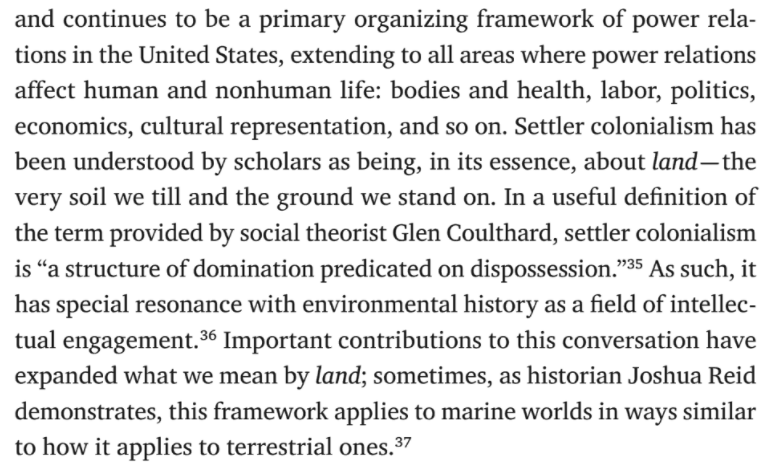 and continues to be a primary organizing framework of power rela-
tions in the United States, extending to all areas where power relations
affect human and nonhuman life: bodies and health, labor, politics,
economics, cultural representation, and so on. Settler colonialism has
been understood by scholars as being, in its essence, about land—the
very soil we till and the ground we stand on. In a useful definition of
the term provided by social theorist Glen Coulthard, settler colonialism
is “a structure of domination predicated on dispossession.”³⁵ As such, it
has special resonance with environmental history as a field of intellec-
tual engagement.³⁶ Important contributions to this conversation have
expanded what we mean by land; sometimes, as historian Joshua Reid
demonstrates, this framework applies to marine worlds in ways similar
to how it applies to terrestrial ones.³⁷